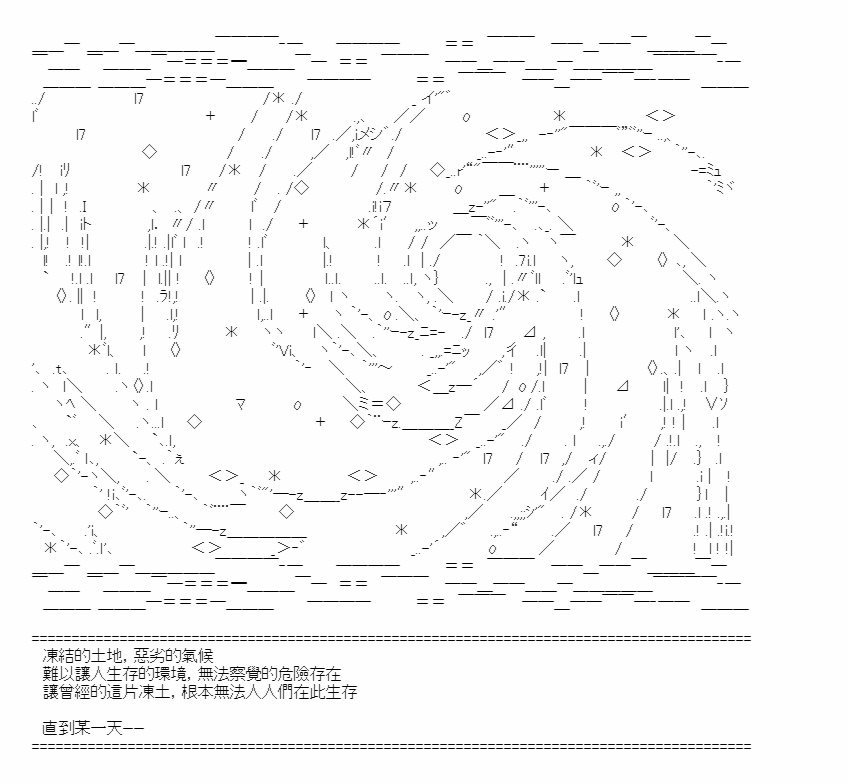 凍結的土地，惡劣的氣候
難以讓人生存的環境，無法察覺的危險存在
讓曾經的這片凍土，根本無法人人們在此生存
直到某一天——